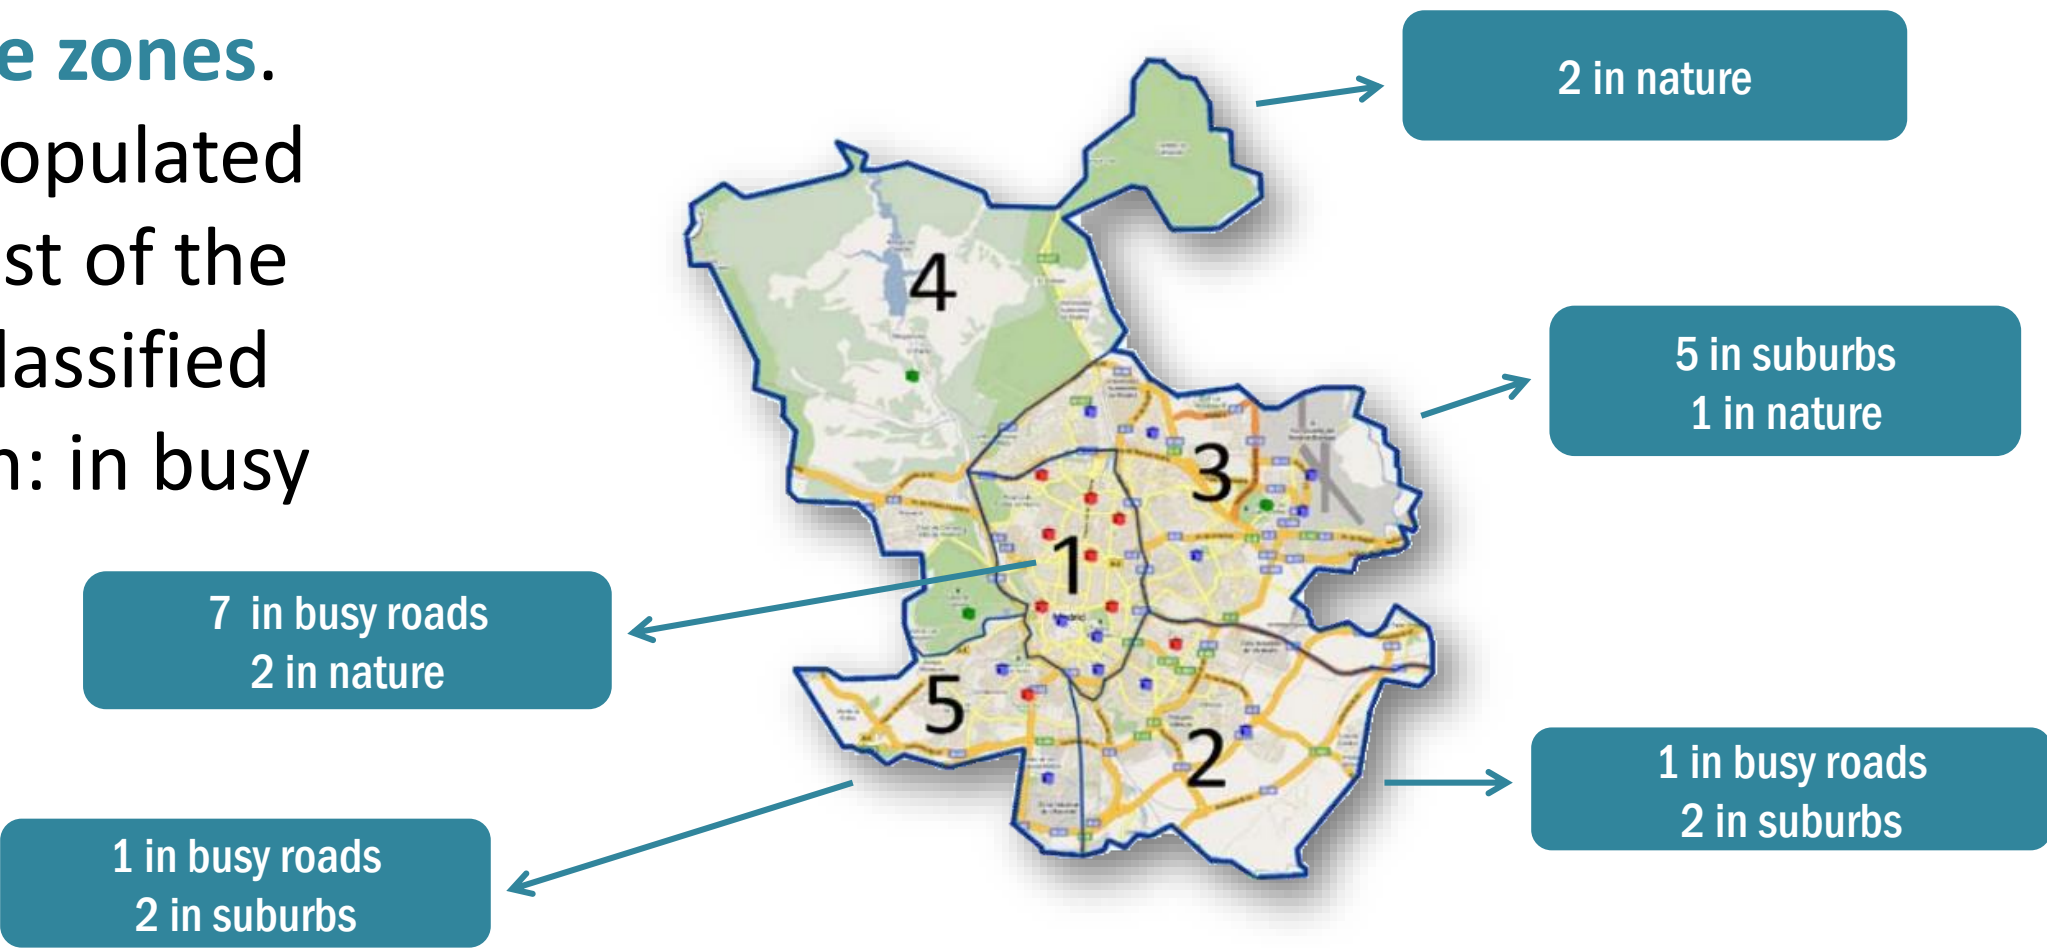 e zones.
opulated
st of the
lassified
n: in busy
2 in nature
5 in suburbs
1 in nature
7 in busy roads
2 in nature
1 in busy roads
2 in suburbs
1 in busy roads
2 in suburbs
4
3
1
Madrid
5
2